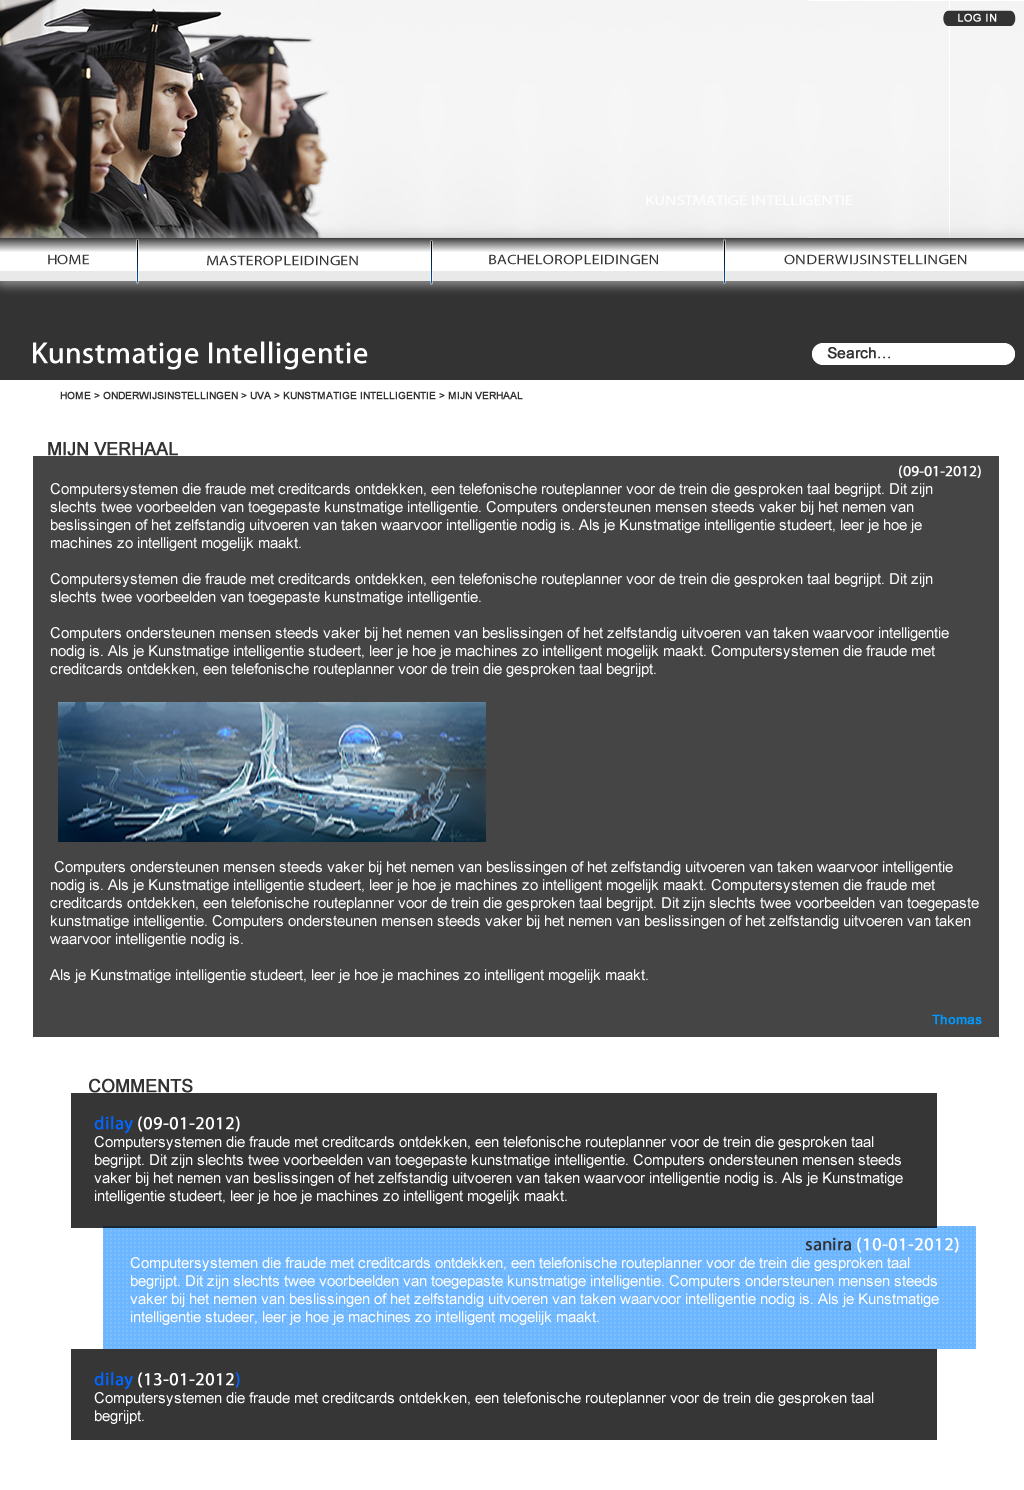 LOG IN
KUNSTMATIGE INTELLIGENTIE
HOME
MASTEROPLEIDINGEN
BACHELOROPLEIDINGEN
ONDERWIJSINSTELLINGEN
Kunstmatige Intelligentie
Search...
HOME > ONDERWIJSINSTELLINGEN > UVA > KUNSTMATIGE INTELLIGENTIE > MIJN VERHAAL
MIJN VERHAAL
(09-01-2012)
Computersystemen die fraude met creditcards ontdekken, een telefonische routeplanner voor de trein die gesproken taal begrijpt. Dit zijn
slechts twee voorbeelden van toegepaste kunstmatige intelligentie. Computers ondersteunen mensen steeds vaker bij het nemen van
beslissingen of het zelfstandig uitvoeren van taken waarvoor intelligentie nodig is. Als je Kunstmatige intelligentie studeert, leer je hoe je
machines zo intelligent mogelijk maakt.
Computersystemen die fraude met creditcards ontdekken, een telefonische routeplanner voor de trein die gesproken taal begrijpt. Dit zijn
slechts twee voorbeelden van toegepaste kunstmatige intelligentie.
Computers ondersteunen mensen steeds vaker bij het nemen van beslissingen of het zelfstandig uitvoeren van taken waarvoor intelligentie
nodig is. Als je Kunstmatige intelligentie studeert, leer je hoe je machines zo intelligent mogelijk maakt. Computersystemen die fraude met
creditcards ontdekken, een telefonische routeplanner voor de trein die gesproken taal begrijpt.
Computers ondersteunen mensen steeds vaker bij het nemen van beslissingen of het zelfstandig uitvoeren van taken waarvoor intelligentie
nodig is. Als je Kunstmatige intelligentie studeert, leer je hoe je machines zo intelligent mogelijk maakt. Computersystemen die fraude met
creditcards ontdekken, een telefonische routeplanner voor de trein die gesproken taal begrijpt. Dit zijn slechts twee voorbeelden van toegepaste
kunstmatige intelligentie. Computers ondersteunen mensen steeds vaker bij het nemen van beslissingen of het zelfstandig uitvoeren van taken
waarvoor intelligentie nodig is.
Als je Kunstmatige intelligentie studeert, leer je hoe je machines zo intelligent mogelijk maakt.
Thomas
COMMENTS
dilay (09-01-2012)
Computersystemen die fraude met creditcards ontdekken, een telefonische routeplanner voor de trein die gesproken taal
begrijpt. Dit zijn slechts twee voorbeelden van toegepaste kunstmatige intelligentie. Computers ondersteunen mensen steeds
vaker bij het nemen van beslissingen of het zelfstandig uitvoeren van taken waarvoor intelligentie nodig is. Als je Kunstmatige
intelligentie studeert, leer je hoe je machines zo intelligent mogelijk maakt.
sanira (10-01-2012)
Computersystemen die fraude met creditcards ontdekken, een telefonische routeplanner voor de trein die gesproken taal
begrijpt. Dit zijn slechts twee voorbeelden van toegepaste kunstmatige intelligentie. Computers ondersteunen mensen steeds
vaker bij het nemen van beslissingen of het zelfstandig uitvoeren van taken waarvoor intelligentie nodig is. Als je Kunstmatige
intelligentie studeer, leer je hoe je machines zo intelligent mogelijk maakt.
dilay (13-01-2012)
Computersystemen die fraude met creditcards ontdekken, een telefonische routeplanner voor de trein die gesproken taal
begrijpt.